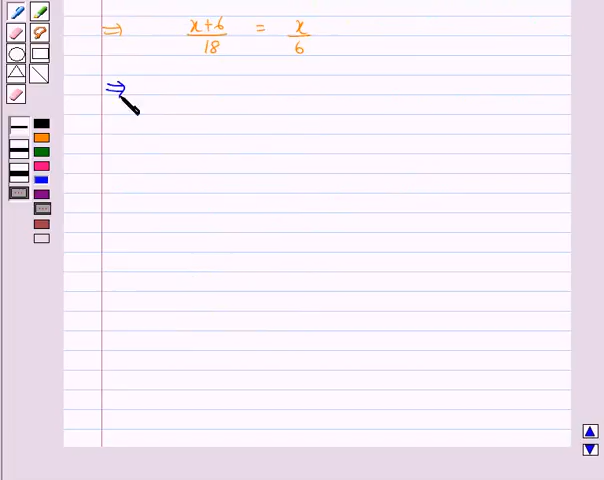 ⇒ x+6/18 = x/6
⇒